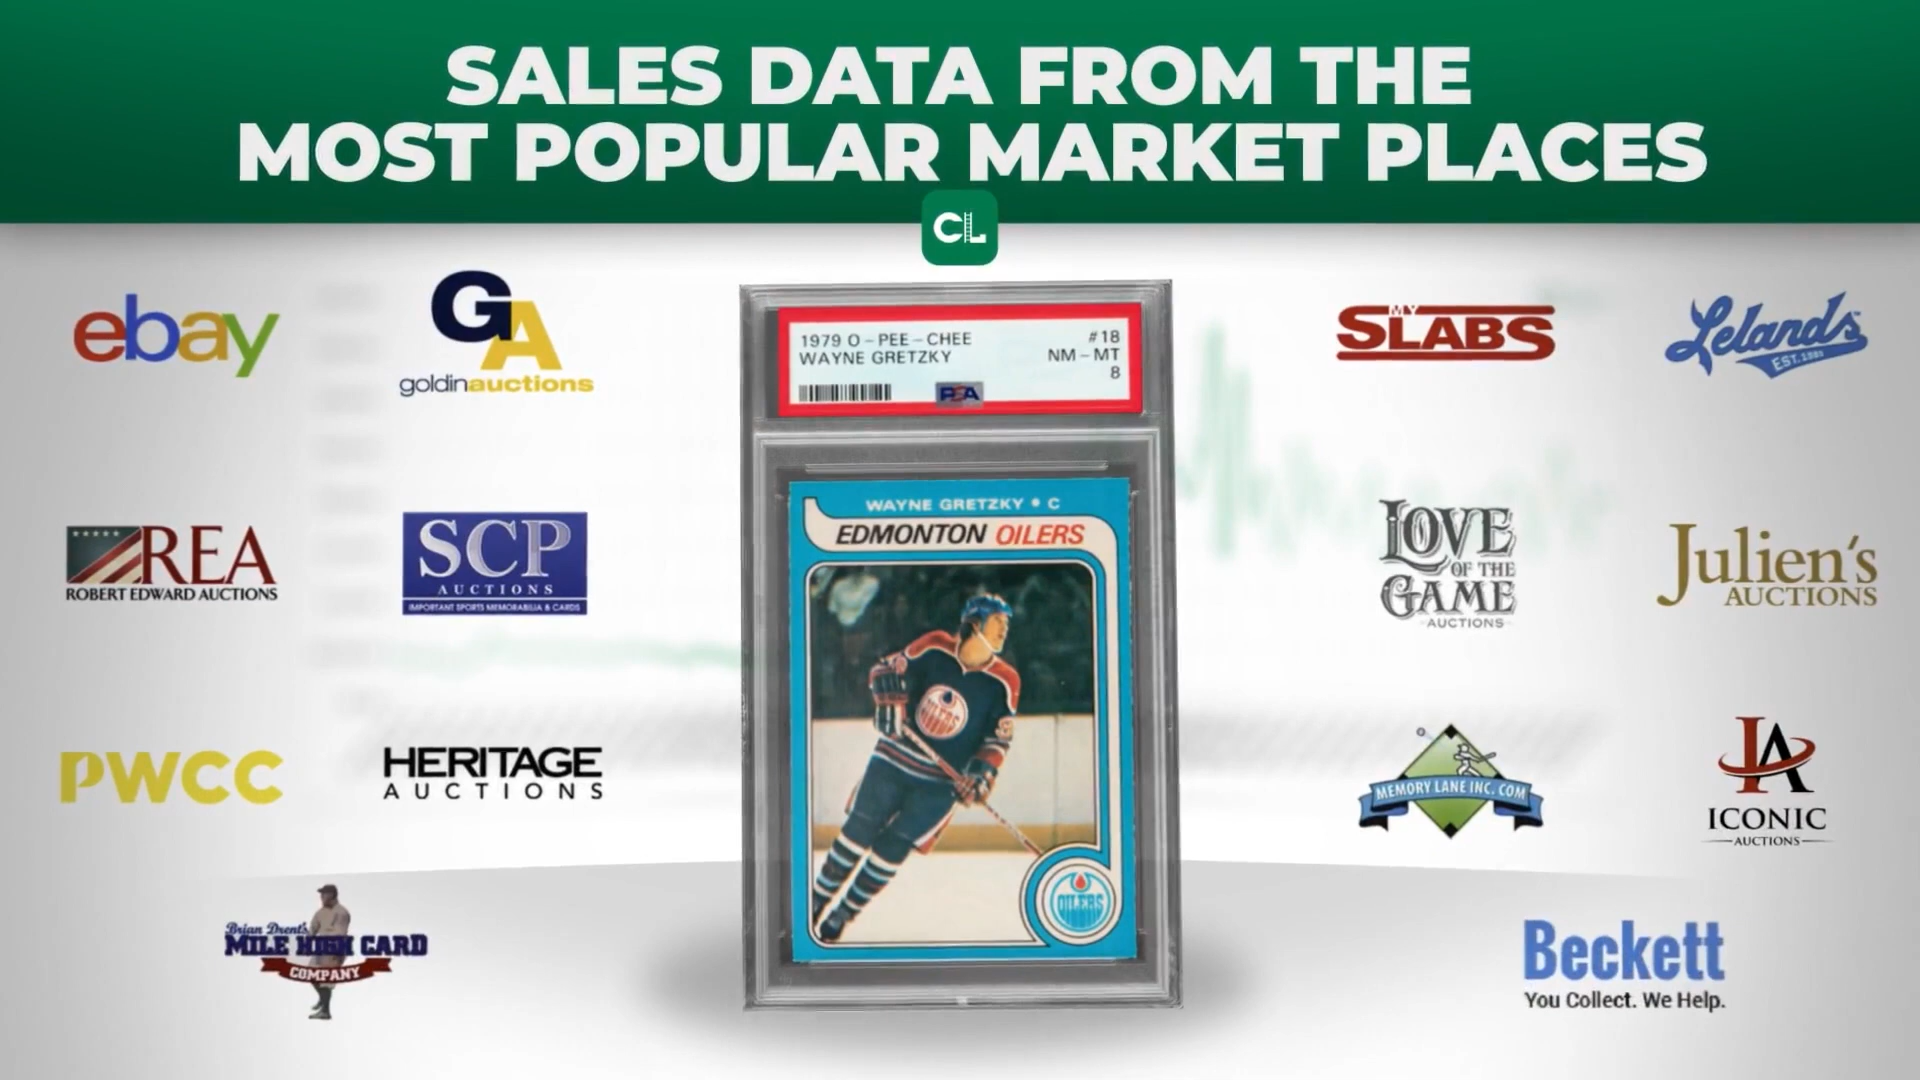 SALES DATA FROM THE
MOST POPULAR MARKET PLACES
CL
ebay
GA
goldinauctions
1979 O-PEE-CHEE #18
WAYNE GRETZKY NM-MT
8
PSA
MY
SLABS
Lelands
EST. 1985
WAYNE GRETZKY • C
EDMONTON OILERS
OILERS
OILERS
REA
ROBERT EDWARD AUCTIONS
SCP
AUCTIONS
IMPORTANT SPORTS MEMORABILIA & CARDS
LOVE
OF THE
GAME
AUCTIONS
Julien's
AUCTIONS
PWCC
HERITAGE
AUCTIONS
MEMORY LANE INC. COM
IA
ICONIC
AUCTIONS
Brian Drent's
MILE HIGH CARD
COMPANY
Beckett
You Collect. We Help.